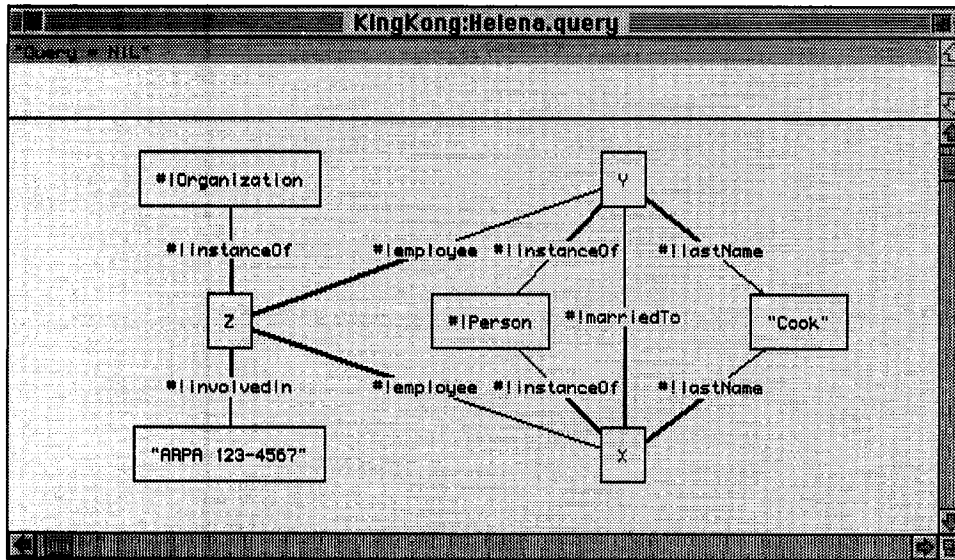 KingKong:Helena.query
"Query = NIL"
#!Organization
Y
#!instanceOf
#!employee
#!instanceOf
#!lastName
Z
#!Person
#!marriedTo
"Cook"
#!involvedIn
#!employee
#!instanceOf
#!lastName
"ARPA 123-4567"
X